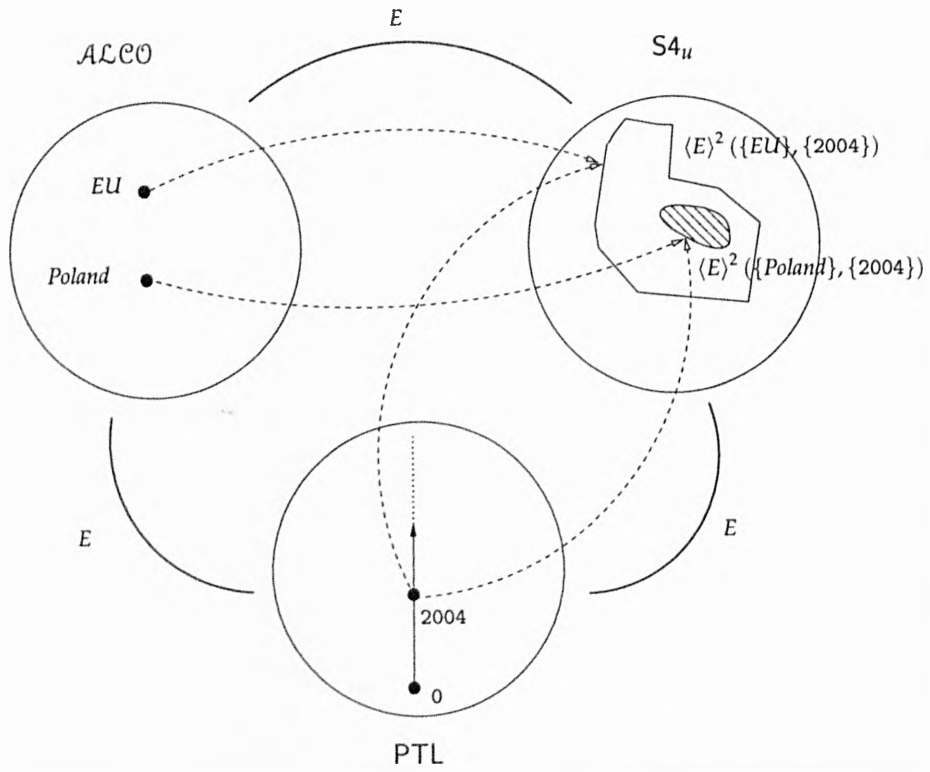 E
ALCO
S4u
⟨E⟩² ({EU}, {2004})
EU
Poland
⟨E⟩² ({Poland}, {2004})
E
E
2004
0
PTL